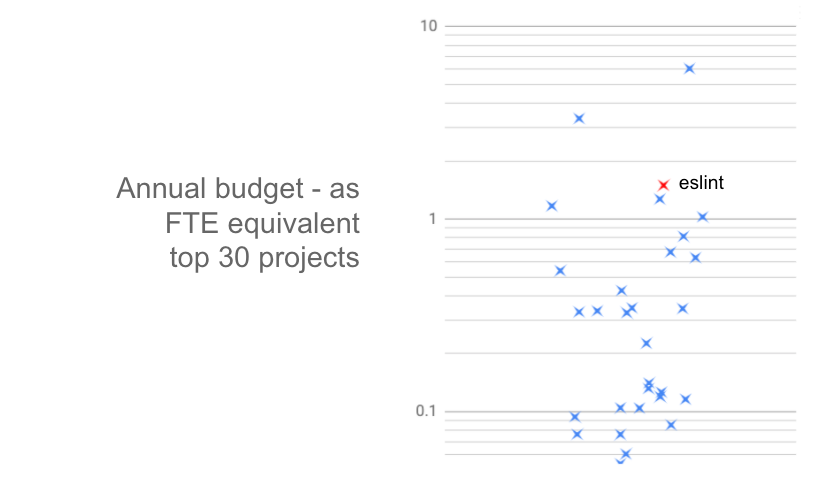 10
Annual budget - as
FTE equivalent
top 30 projects
eslint
1
0.1